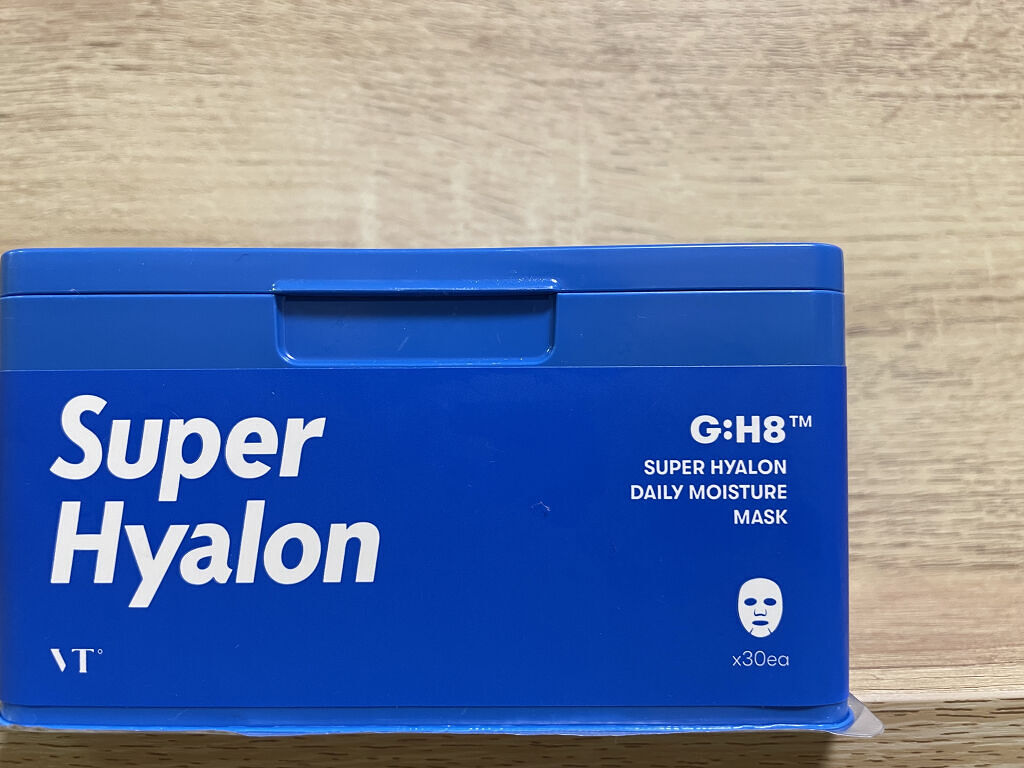 Super
Hyalon
VT°
G:H8™
SUPER HYALON
DAILY MOISTURE
MASK
x30ea